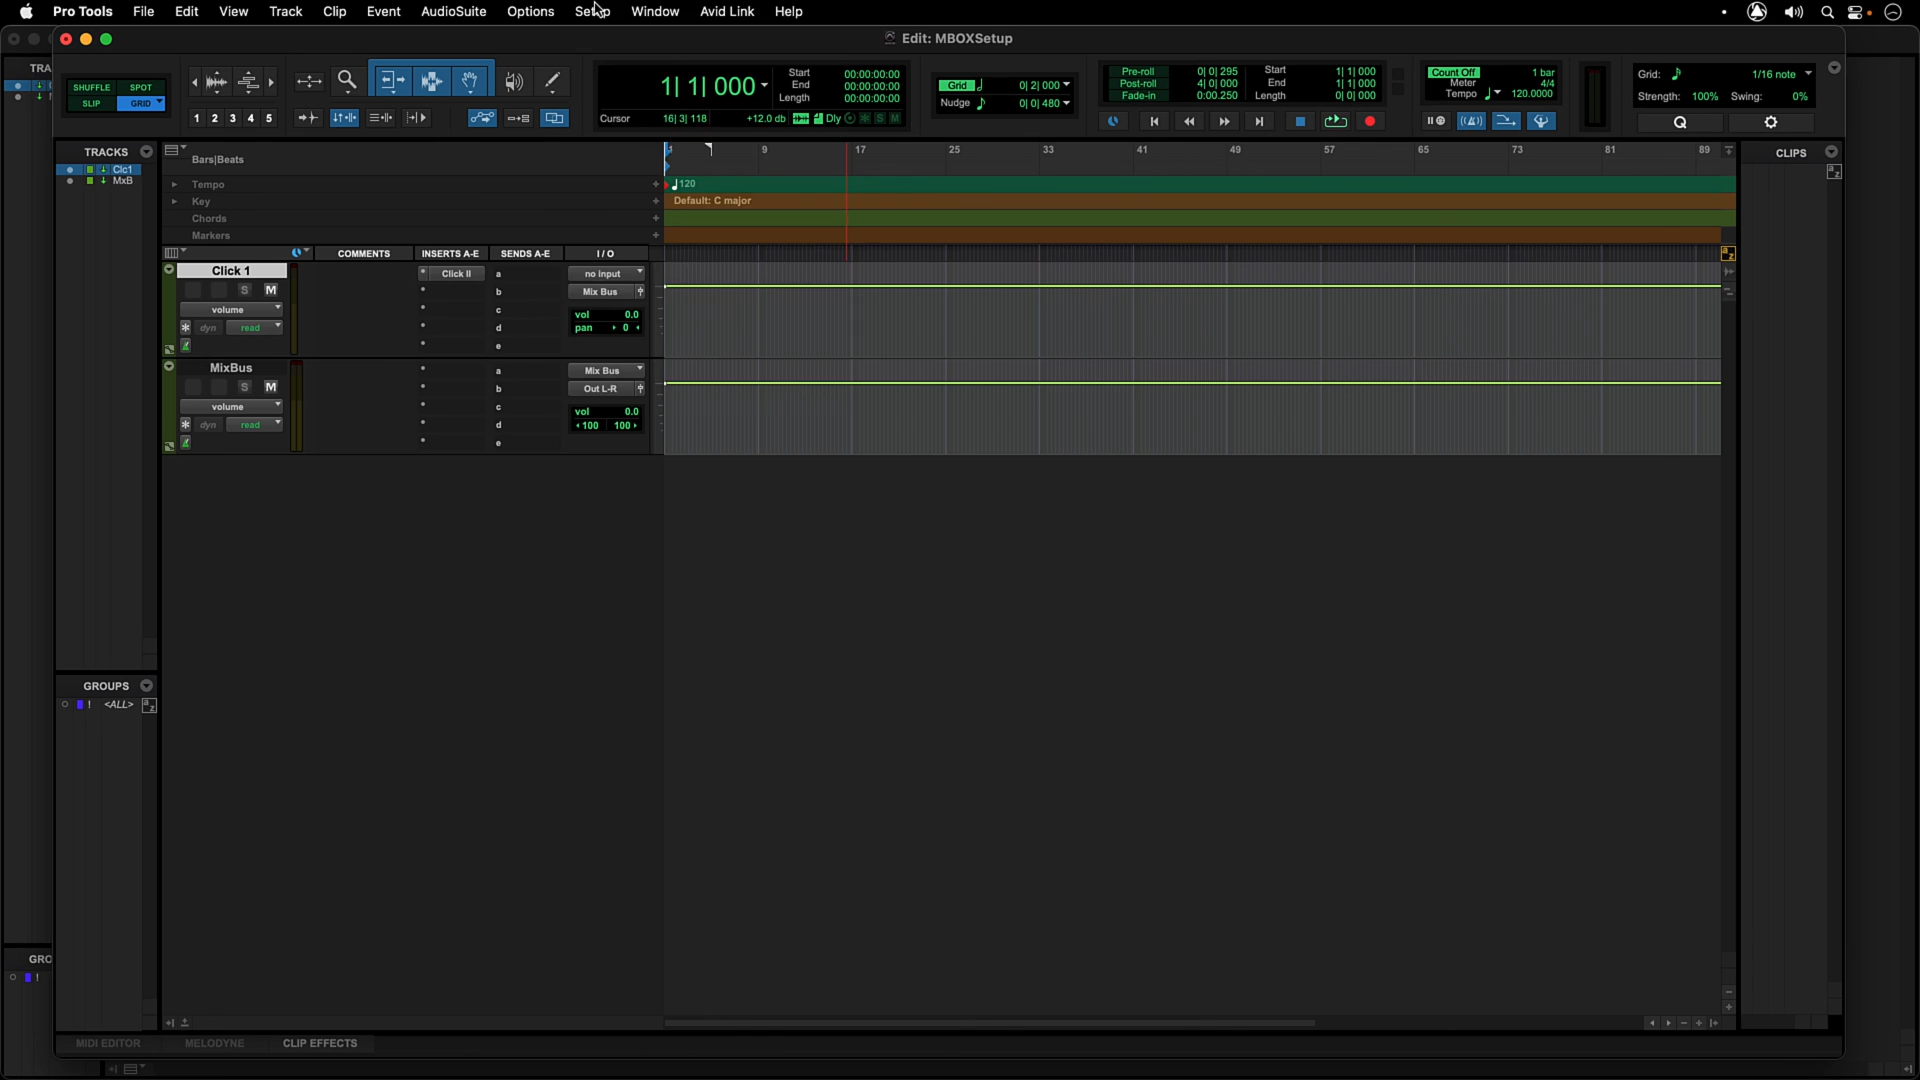 Pro Tools File Edit View Track Clip Event AudioSuite Options Setup Window Avid Link Help
Edit: MBOXSetup
TRA
SHUFFLE SPOT
SLIP GRID
1 2 3 4 5
1| 1| 000
Start 00:00:00:00
End 00:00:00:00
Length 00:00:00:00
Cursor 16| 3| 118 +12.0 db Dly S M
Grid 0| 2| 000
Nudge 0| 0| 480
Pre-roll 0| 0| 295 Start 1| 1| 000
Post-roll 4| 0| 000 End 1| 1| 000
Fade-in 0:00.250 Length 0| 0| 000
Count Off 1 bar
Meter 4/4
Tempo 120.0000
Grid: 1/16 note
Strength: 100% Swing: 0%
Q
TRACKS
Clc1
MxB
Bars|Beats
1 9 17 25 33 41 49 57 65 73 81 89
Tempo + 120
Key + Default: C major
Chords +
Markers +
CLIPS
a z
COMMENTS INSERTS A-E SENDS A-E I / O
Click 1
S M
volume
dyn read
Click II
a
b
c
d
e
no input
Mix Bus
vol 0.0
pan 0
MixBus
S M
volume
dyn read
a
b
c
d
e
Mix Bus
Out L-R
vol 0.0
100 100
GROUPS
! <ALL> a z
GRO
!
MIDI EDITOR MELODYNE CLIP EFFECTS